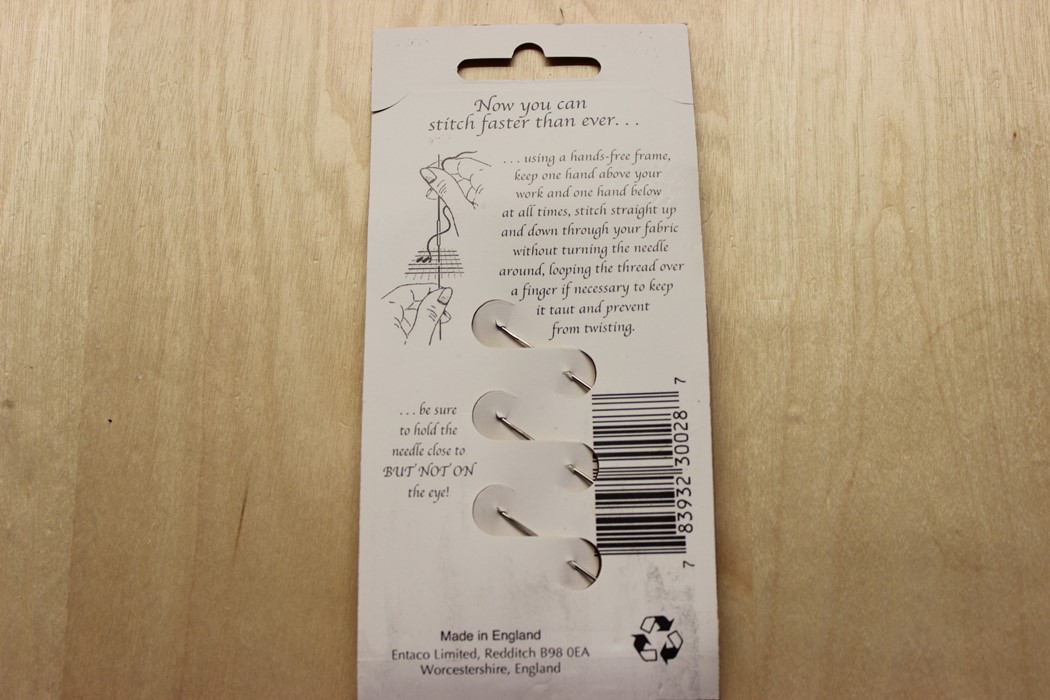 Now you can
stitch faster than ever. . .
. . . using a hands-free frame,
keep one hand above your
work and one hand below
at all times, stitch straight up
and down through your fabric
without turning the needle
around, looping the thread over
a finger if necessary to keep
it taut and prevent
from twisting.
. . . be sure
to hold the
needle close to
BUT NOT ON
the eye!
7 83932 30028 7
Made in England
Entaco Limited, Redditch B98 0EA
Worcestershire, England